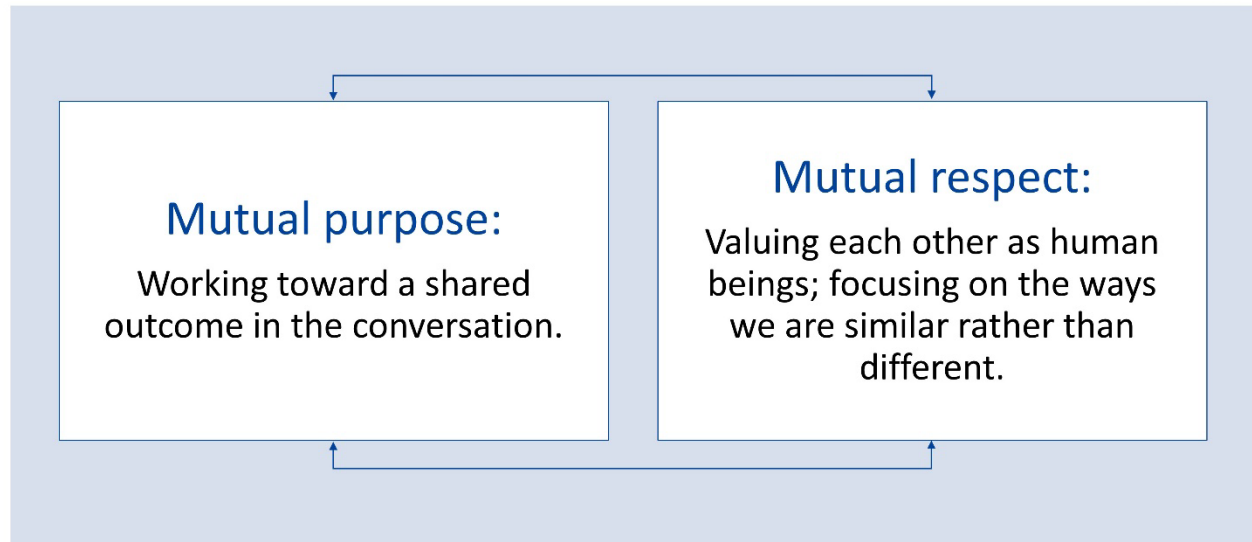 Mutual purpose:
Working toward a shared
outcome in the conversation.
Mutual respect:
Valuing each other as human
beings; focusing on the ways
we are similar rather than
different.